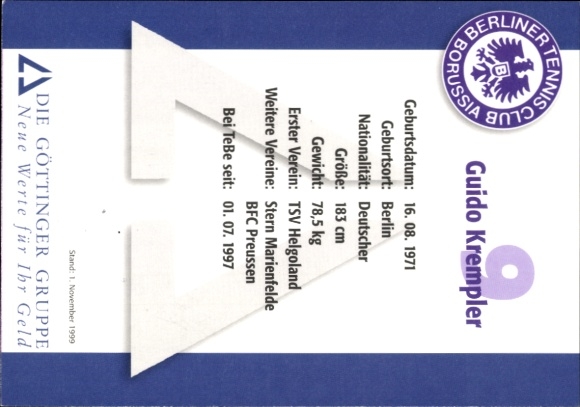 BERLINER TENNIS CLUB
BORUSSIA
B
9
Guido Krempler
Geburtsdatum: 16. 08. 1971
Geburtsort: Berlin
Nationalität: Deutscher
Größe: 183 cm
Gewicht: 78,5 kg
Erster Verein: TSV Helgoland
Weitere Vereine: Stern Marienfelde
BFC Preussen
Bei TeBe seit: 01. 07. 1997
Stand: 1. November 1999
DIE GÖTTINGER GRUPPE
Neue Werte für Ihr Geld